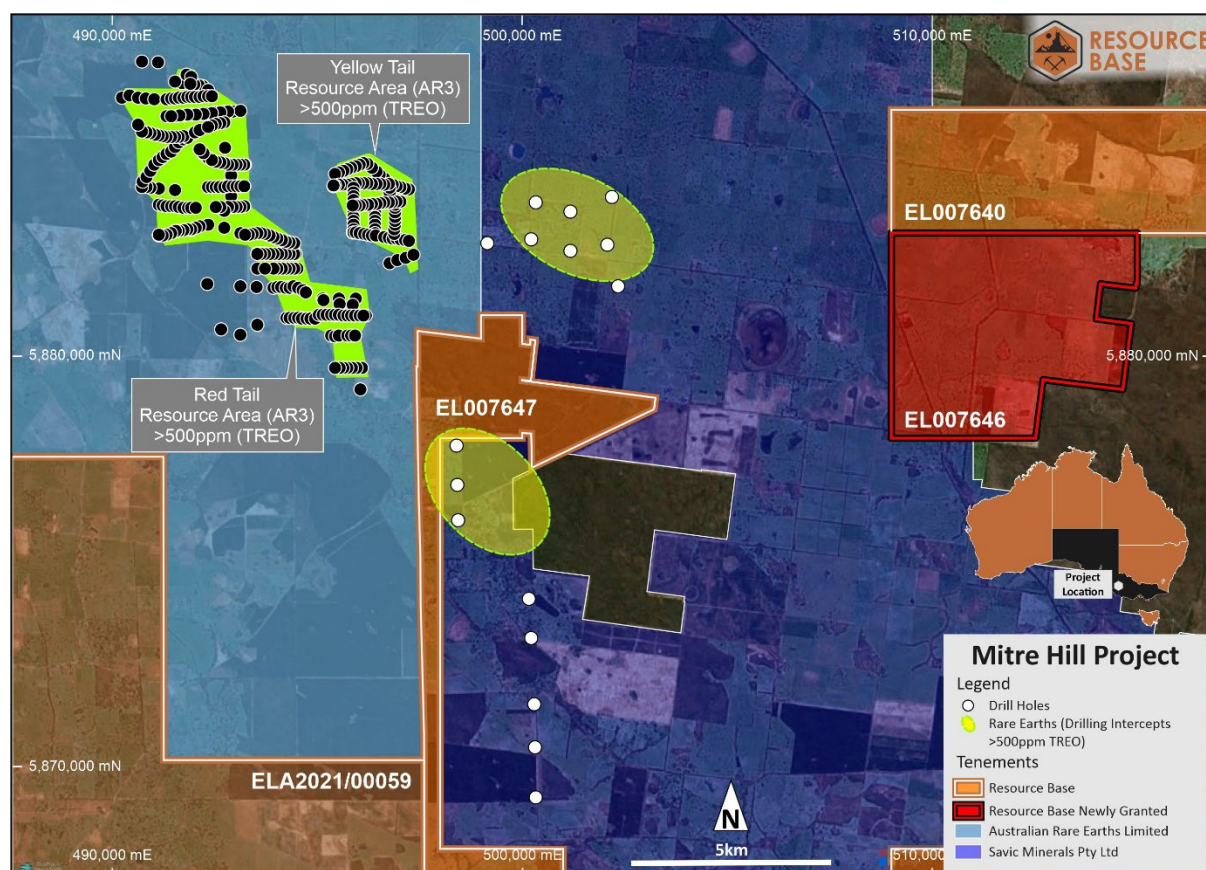 490,000 mE
500,000 mE
510,000 mE
RESOURCE
BASE
Yellow Tail
Resource Area (AR3)
>500ppm (TREO)
EL007640
5,880,000 mN
5,880,000 mN
EL007647
EL007646
Red Tail
Resource Area (AR3)
>500ppm (TREO)
Project
Location
ELA2021/00059
5,870,000 mN
Mitre Hill Project
Legend
Drill Holes
Rare Earths (Drilling Intercepts
>500ppm TREO)
Tenements
Resource Base
Resource Base Newly Granted
Australian Rare Earths Limited
Savic Minerals Pty Ltd
N
5km
490,000 mE
500,000 mE
510,000